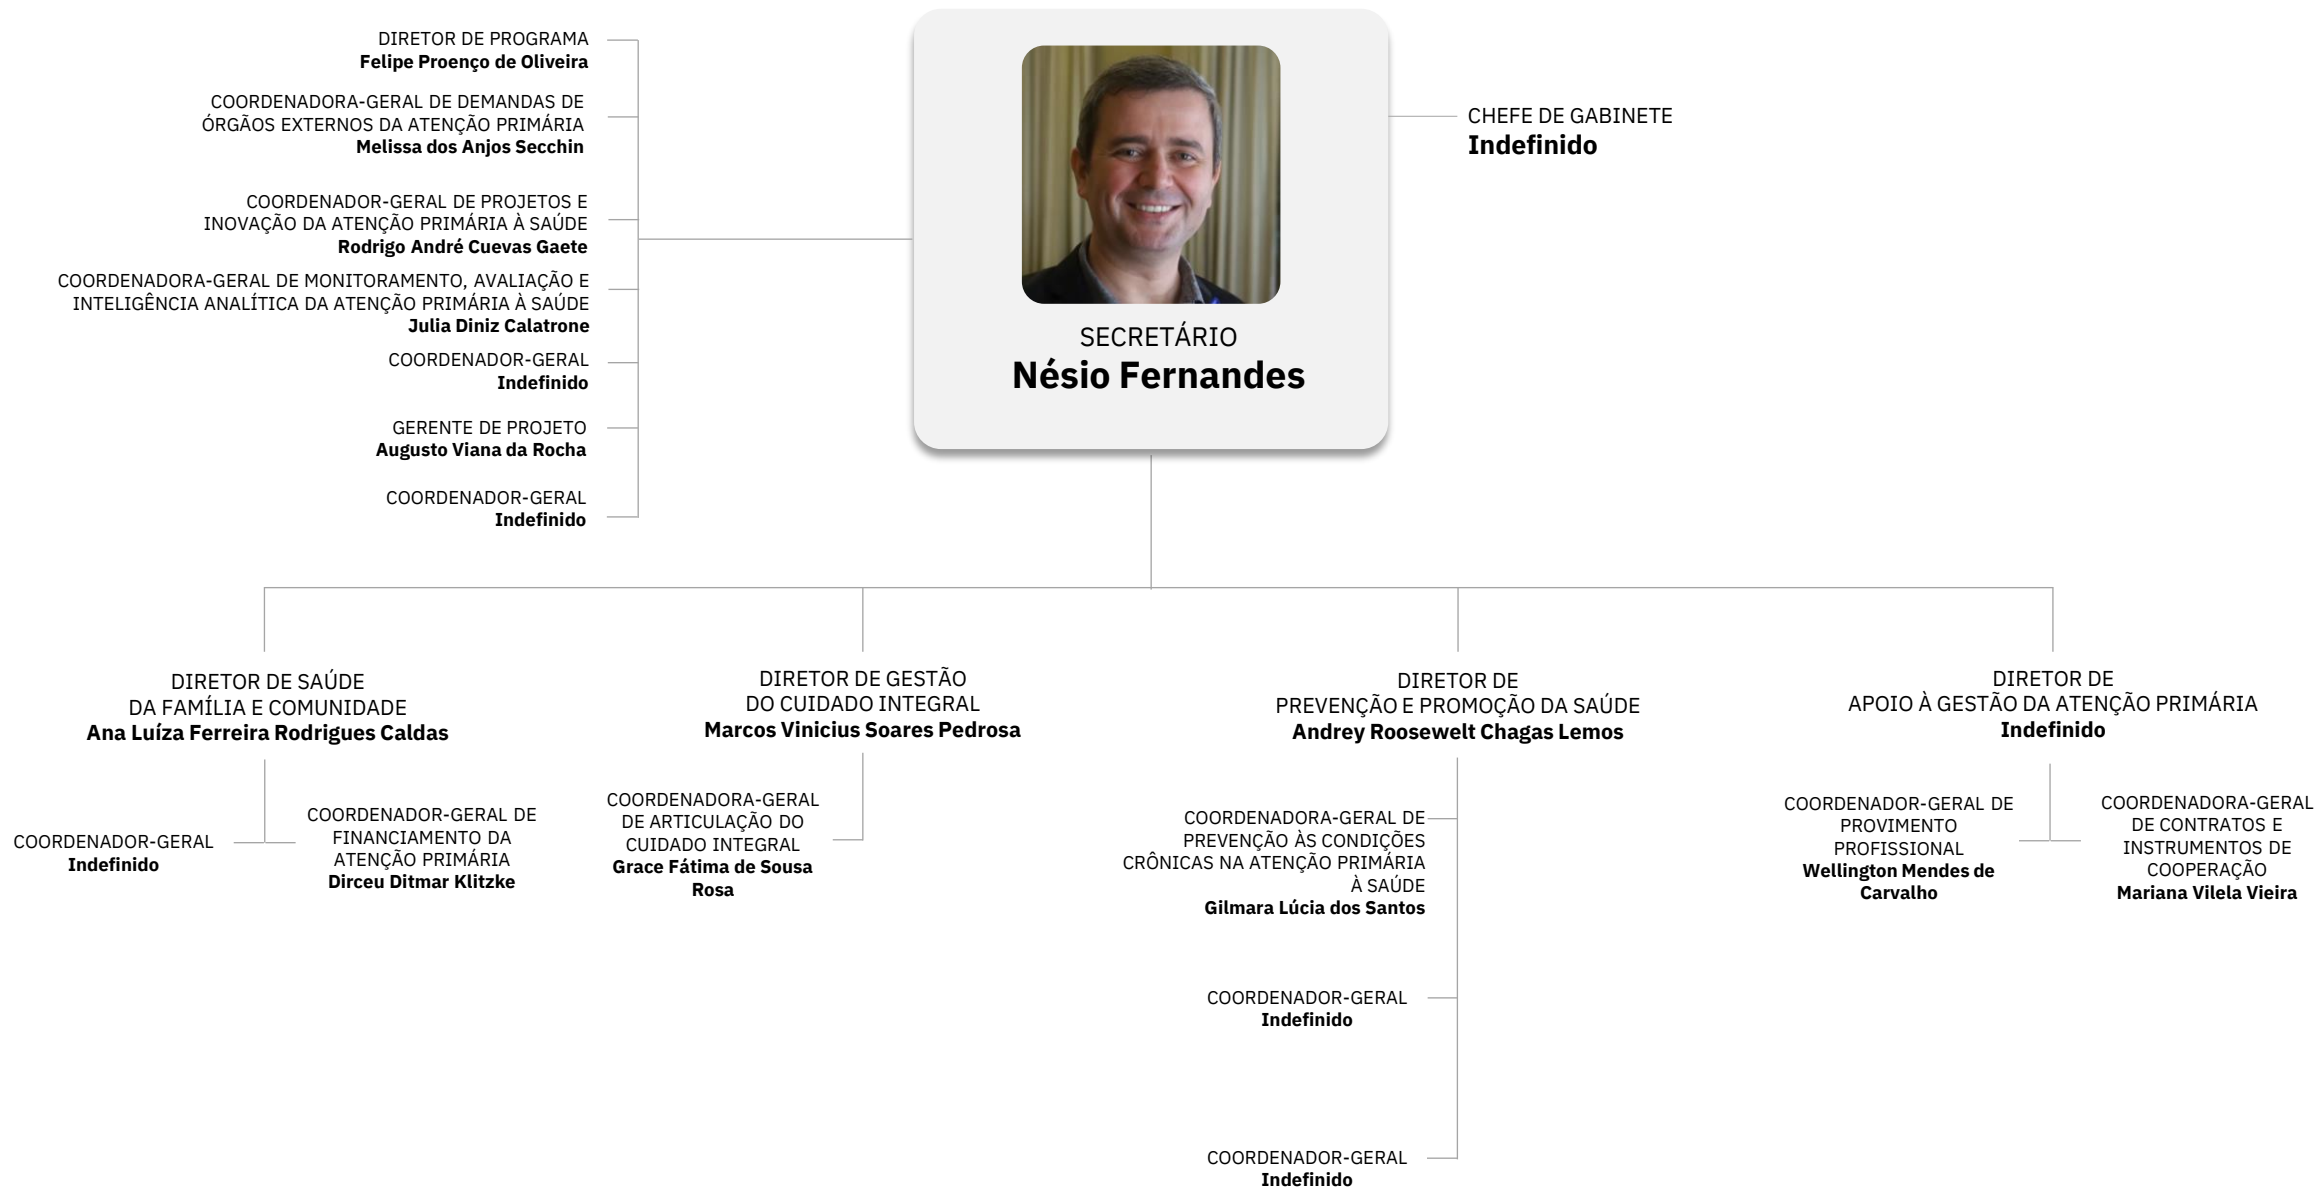 DIRETOR DE PROGRAMA
Felipe Proenço de Oliveira
COORDENADORA-GERAL DE DEMANDAS DE
ÓRGÃOS EXTERNOS DA ATENÇÃO PRIMÁRIA
Melissa dos Anjos Secchin
COORDENADOR-GERAL DE PROJETOS E
INOVAÇÃO DA ATENÇÃO PRIMÁRIA À SAÚDE
Rodrigo André Cuevas Gaete
COORDENADORA-GERAL DE MONITORAMENTO, AVALIAÇÃO E
INTELIGÊNCIA ANALÍTICA DA ATENÇÃO PRIMÁRIA À SAÚDE
Julia Diniz Calatrone
COORDENADOR-GERAL
Indefinido
GERENTE DE PROJETO
Augusto Viana da Rocha
COORDENADOR-GERAL
Indefinido
SECRETÁRIO
Nésio Fernandes
CHEFE DE GABINETE
Indefinido
DIRETOR DE SAÚDE
DA FAMÍLIA E COMUNIDADE
Ana Luíza Ferreira Rodrigues Caldas
COORDENADOR-GERAL
Indefinido
COORDENADOR-GERAL DE
FINANCIAMENTO DA
ATENÇÃO PRIMÁRIA
Dirceu Ditmar Klitzke
DIRETOR DE GESTÃO
DO CUIDADO INTEGRAL
Marcos Vinicius Soares Pedrosa
COORDENADORA-GERAL
DE ARTICULAÇÃO DO
CUIDADO INTEGRAL
Grace Fátima de Sousa
Rosa
DIRETOR DE
PREVENÇÃO E PROMOÇÃO DA SAÚDE
Andrey Roosewelt Chagas Lemos
COORDENADORA-GERAL DE
PREVENÇÃO ÀS CONDIÇÕES
CRÔNICAS NA ATENÇÃO PRIMÁRIA
À SAÚDE
Gilmara Lúcia dos Santos
COORDENADOR-GERAL
Indefinido
COORDENADOR-GERAL
Indefinido
DIRETOR DE
APOIO À GESTÃO DA ATENÇÃO PRIMÁRIA
Indefinido
COORDENADOR-GERAL DE
PROVIMENTO
PROFISSIONAL
Wellington Mendes de
Carvalho
COORDENADORA-GERAL
DE CONTRATOS E
INSTRUMENTOS DE
COOPERAÇÃO
Mariana Vilela Vieira